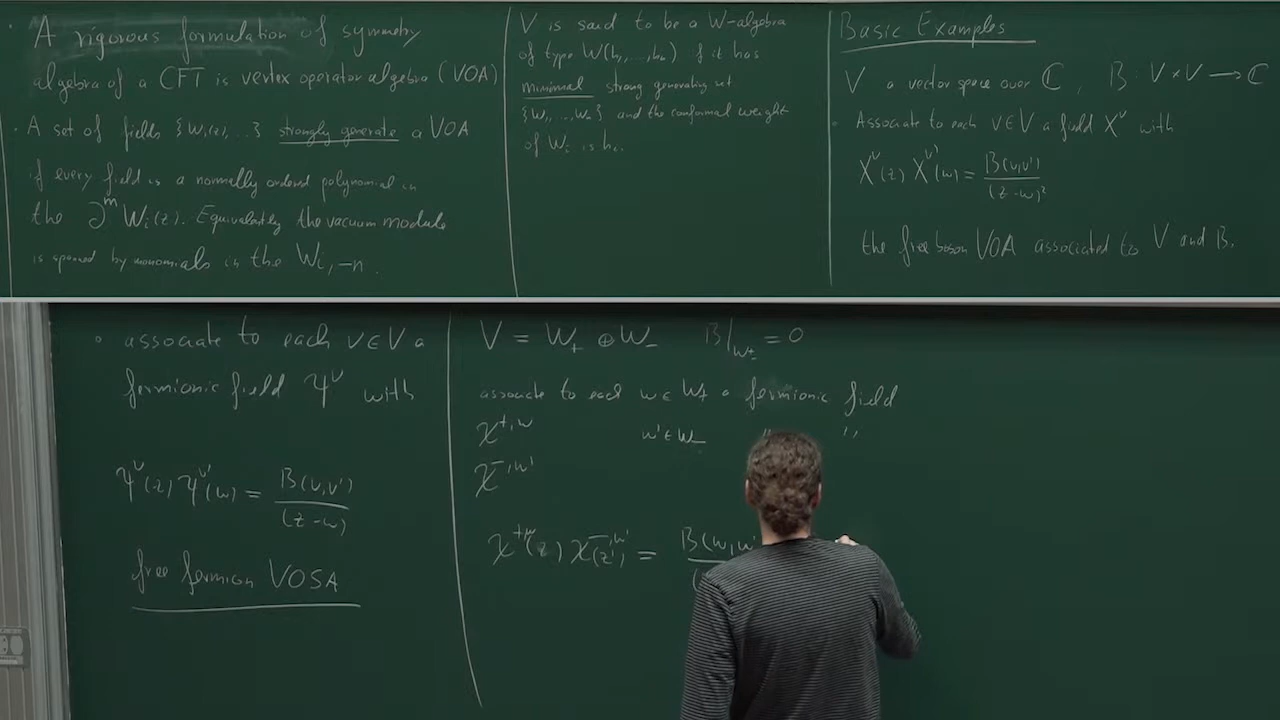 · A rigorous formulation of symmetry
algebra of a CFT is vertex operator algebra (VOA)
· A set of fields {W_i(z), ...} strongly generate a VOA
if every field is a normally ordered polynomial in
the ∂^m W_i(z). Equivalently the vacuum module
is spanned by monomials in the W_{i,-n}.
V is said to be a W-algebra
of type W(h_1, ..., h_n) if it has
minimal strong generating set
{W_1, ..., W_n} and the conformal weight
of W_i is h_i.
Basic Examples
V a vector space over ℂ, B : V × V → ℂ
· Associate to each v ∈ V a field X^v with
X^v(z) X^{v'}(w) = B(v,v') / (z-w)^2
the free boson VOA associated to V and B.
· associate to each v ∈ V a
fermionic field Ψ^v with
Ψ^v(z) Ψ^{v'}(w) = B(v,v') / (z-w)
free fermion VOSA
V = W_+ ⊕ W_- B|_{W_±} = 0
associate to each w ∈ W_+ a fermionic field
χ^{+,w} w' ∈ W_- " "
χ^{-,w'}
χ^{+,w}(z) χ^{-,w'}(z') = B(w,w'
(